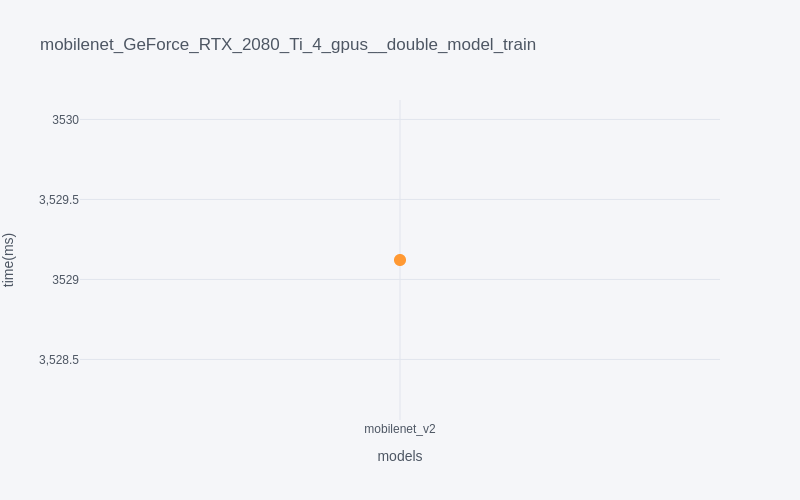 mobilenet_GeForce_RTX_2080_Ti_4_gpus__double_model_train
3530
3,529.5
time(ms)
3529
3,528.5
mobilenet_v2
models